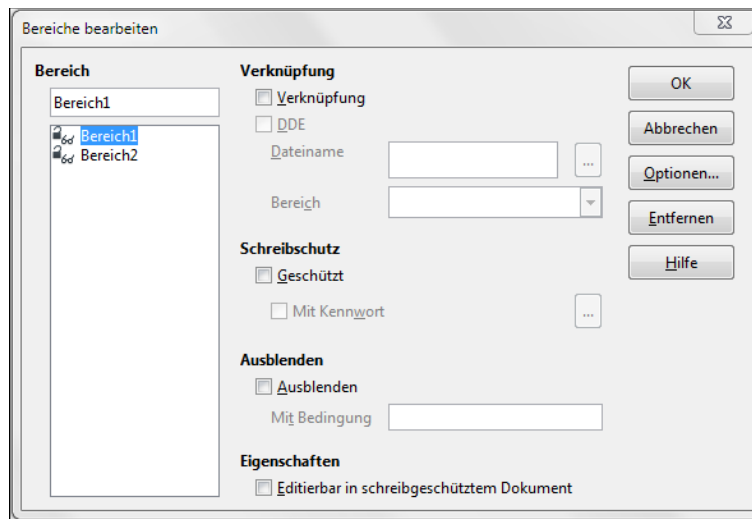 Bereiche bearbeiten
Bereich
Bereich1
Bereich1
Bereich2
Verknüpfung
Verknüpfung
DDE
Dateiname
...
Bereich
Schreibschutz
Geschützt
Mit Kennwort
...
Ausblenden
Ausblenden
Mit Bedingung
Eigenschaften
Editierbar in schreibgeschütztem Dokument
OK
Abbrechen
Optionen...
Entfernen
Hilfe